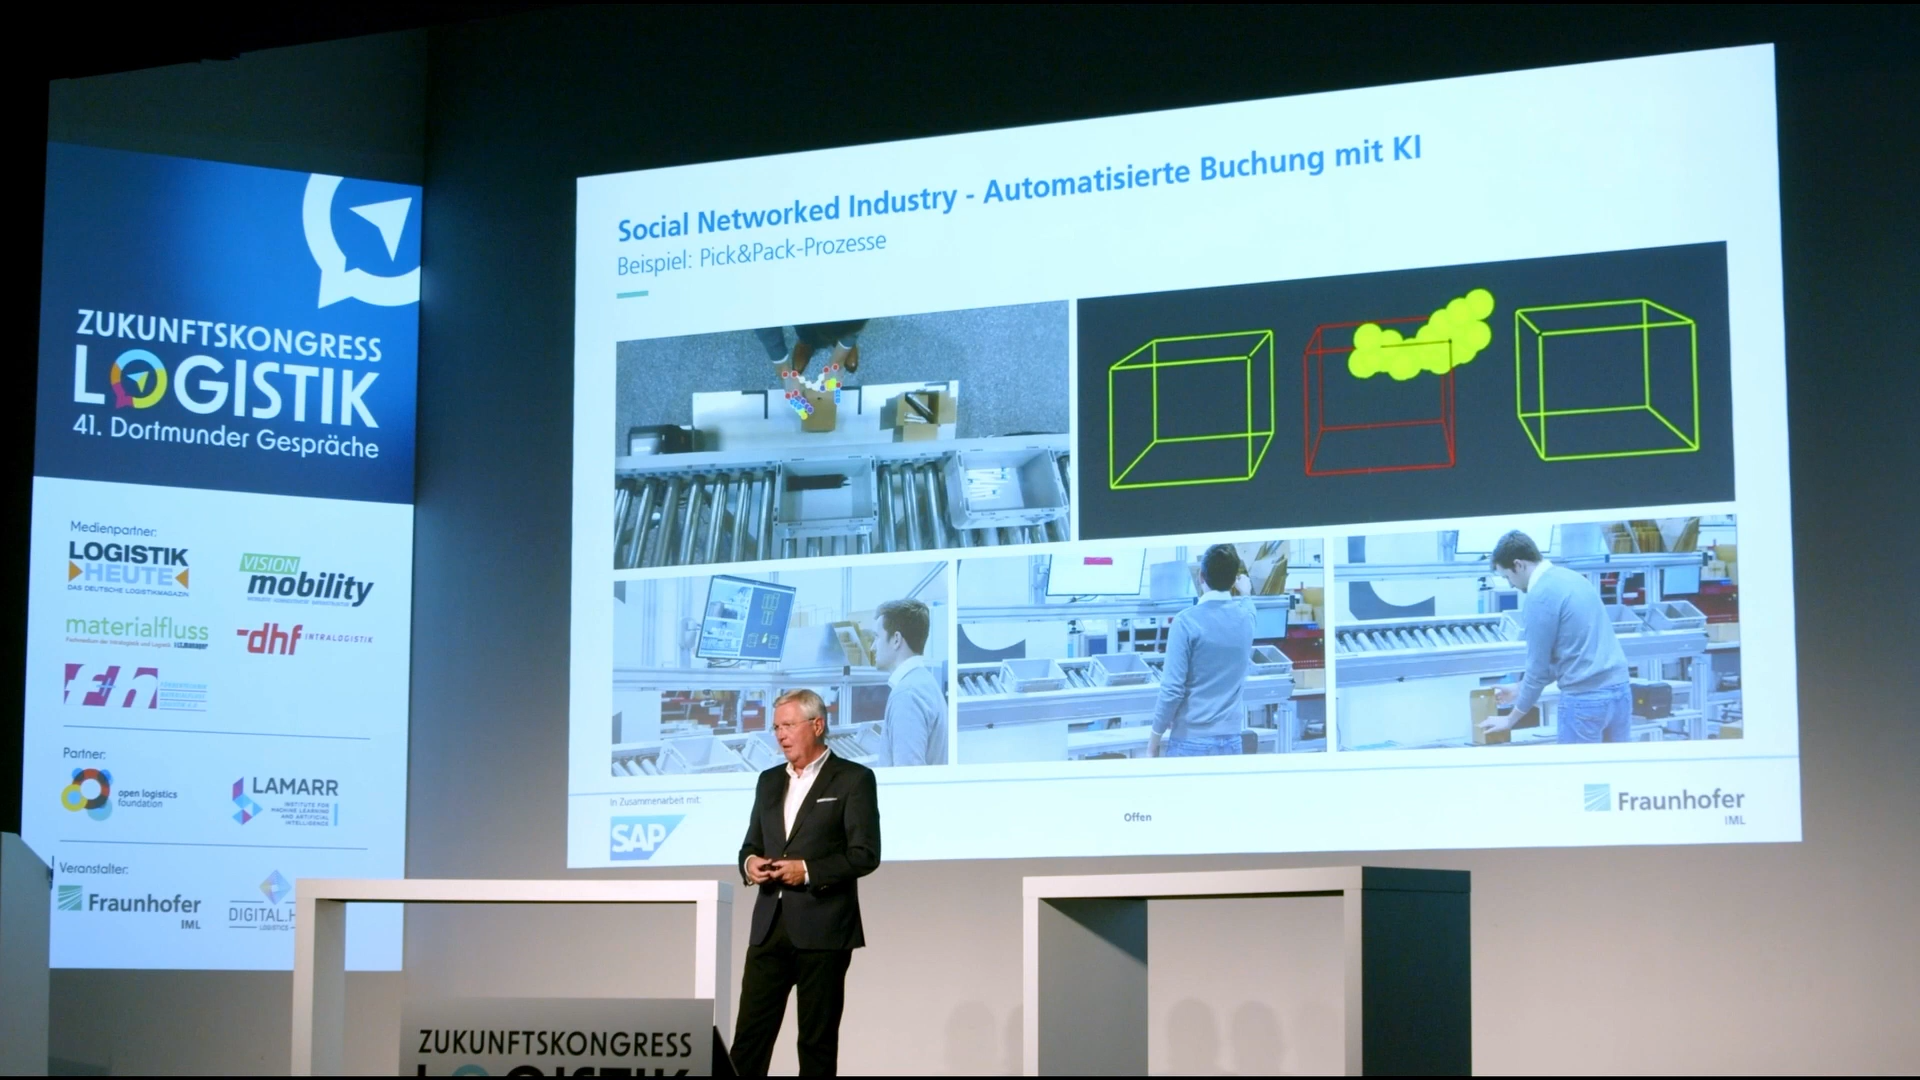 ZUKUNFTSKONGRESS
LOGISTIK
41. Dortmunder Gespräche
Medienpartner:
LOGISTIK
HEUTE
DAS DEUTSCHE LOGISTIKMAGAZIN
VISION
mobility
materialfluss
dhf INTRALOGISTIK
f+h
Partner:
open logistics
foundation
LAMARR
INSTITUTE FOR
MACHINE LEARNING
AND ARTIFICIAL
INTELLIGENCE
Veranstalter:
Fraunhofer
IML
DIGITAL.H
LOGISTICS
Social Networked Industry - Automatisierte Buchung mit KI
Beispiel: Pick&Pack-Prozesse
In Zusammenarbeit mit:
SAP
Offen
Fraunhofer
IML
ZUKUNFTSKONGRESS
LOGISTIK